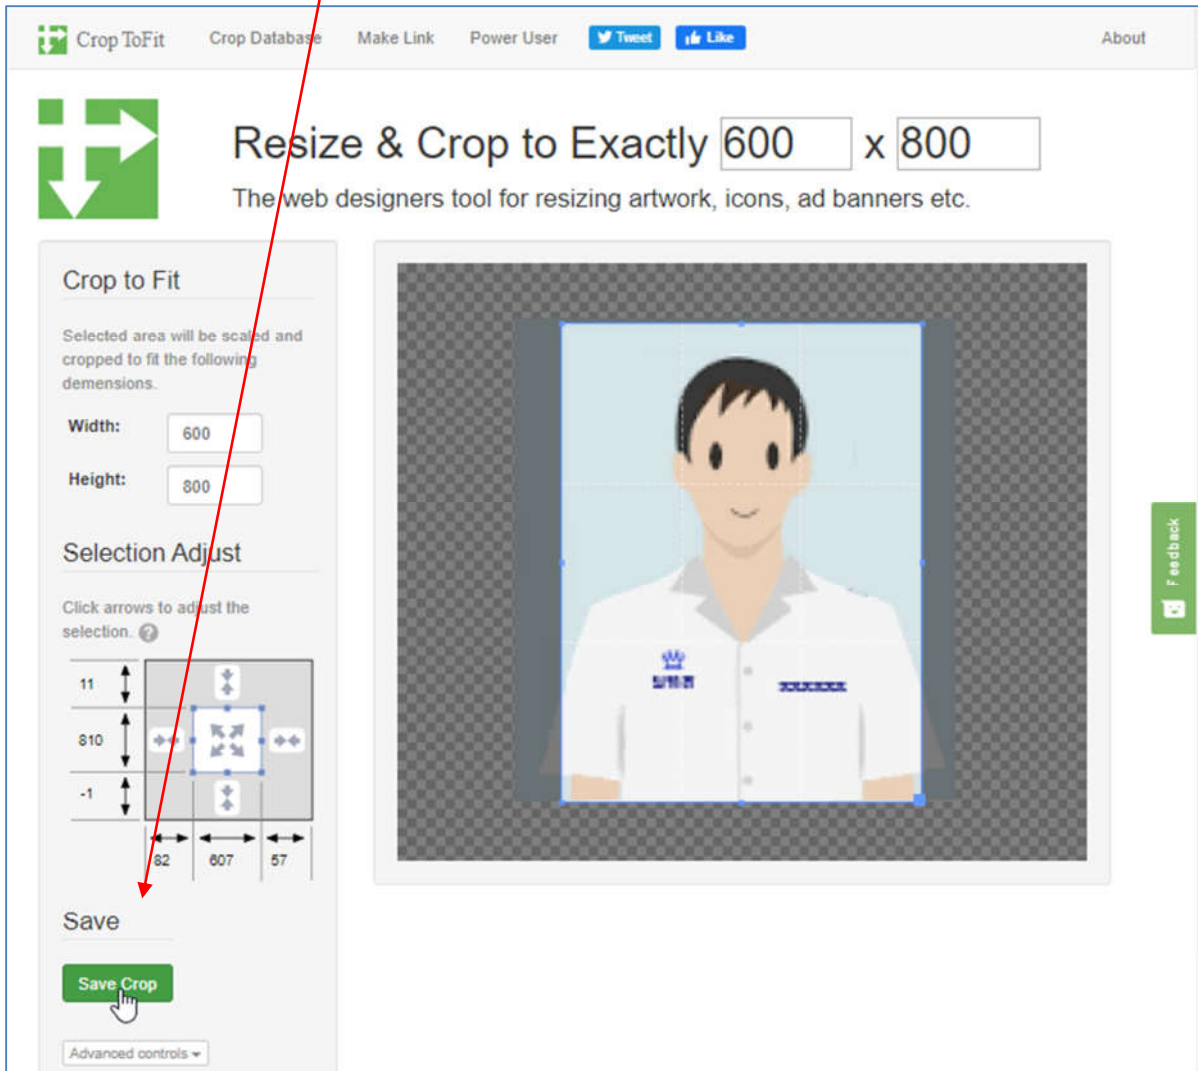 Crop ToFit Crop Database Make Link Power User Tweet Like About
Resize & Crop to Exactly 600 x 800
The web designers tool for resizing artwork, icons, ad banners etc.
Crop to Fit
Selected area will be scaled and
cropped to fit the following
demensions.
Width: 600
Height: 800
Selection Adjust
Click arrows to adjust the
selection. ?
11
810
-1
82 607 57
Save
Save Crop
Advanced controls
Feedback